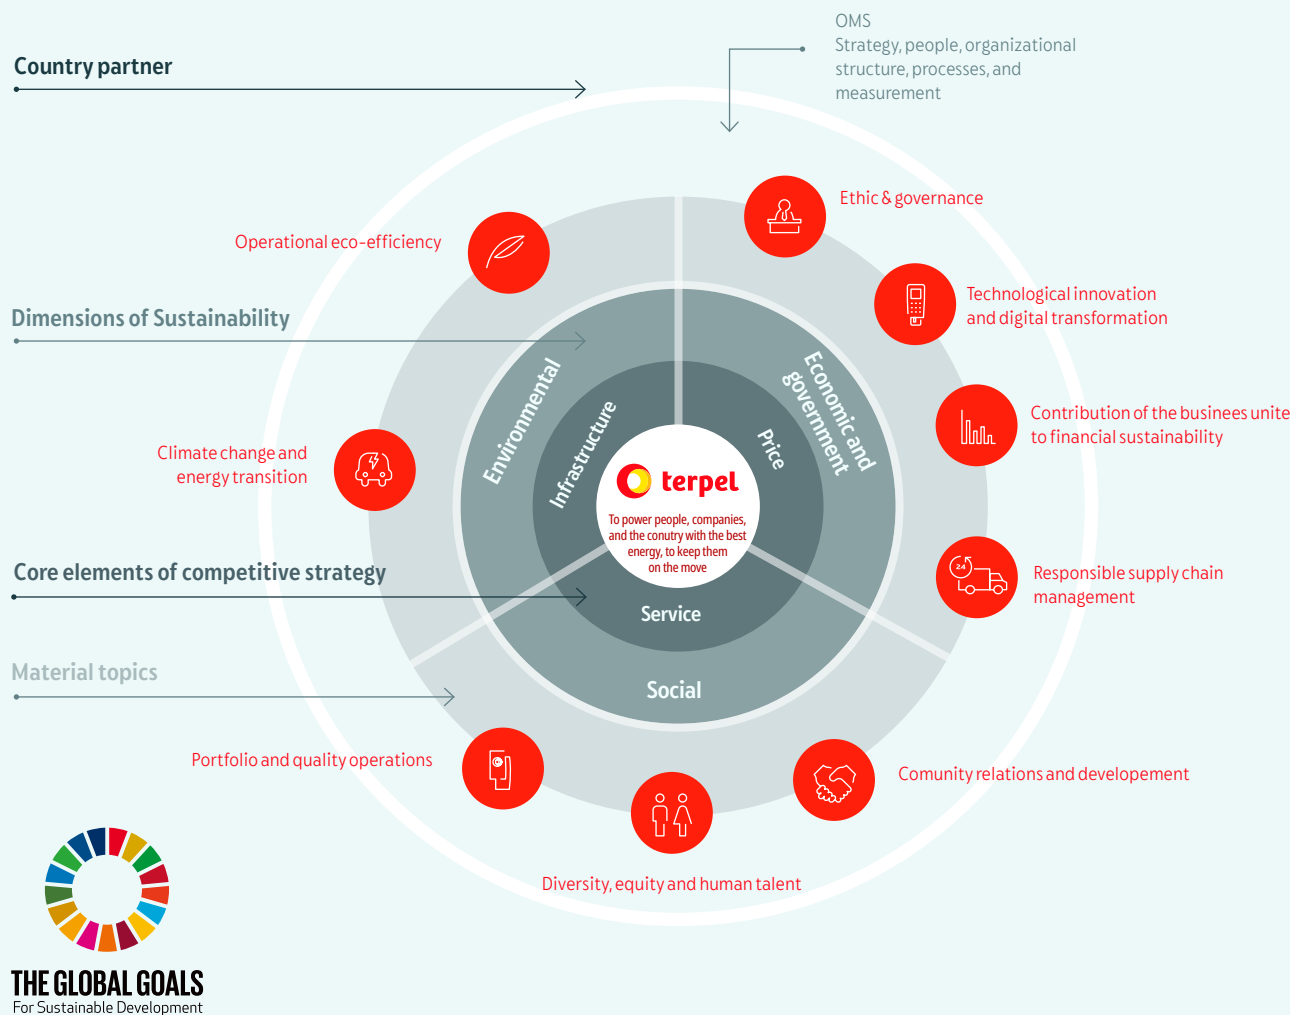 OMS
Strategy, people, organizational
structure, processes, and
measurement
Country partner
Ethic & governance
Operational eco-efficiency
Technological innovation
and digital transformation
Dimensions of Sustainability
Environmental
Economic and
government
Infrastructure
Price
Contribution of the businees unite
to financial sustainability
Climate change and
energy transition
terpel
To power people, companies,
and the conutry with the best
energy, to keep them
on the move
Core elements of competitive strategy
24
Responsible supply chain
management
Service
Material topics
Social
Portfolio and quality operations
Comunity relations and developement
Diversity, equity and human talent
THE GLOBAL GOALS
For Sustainable Development